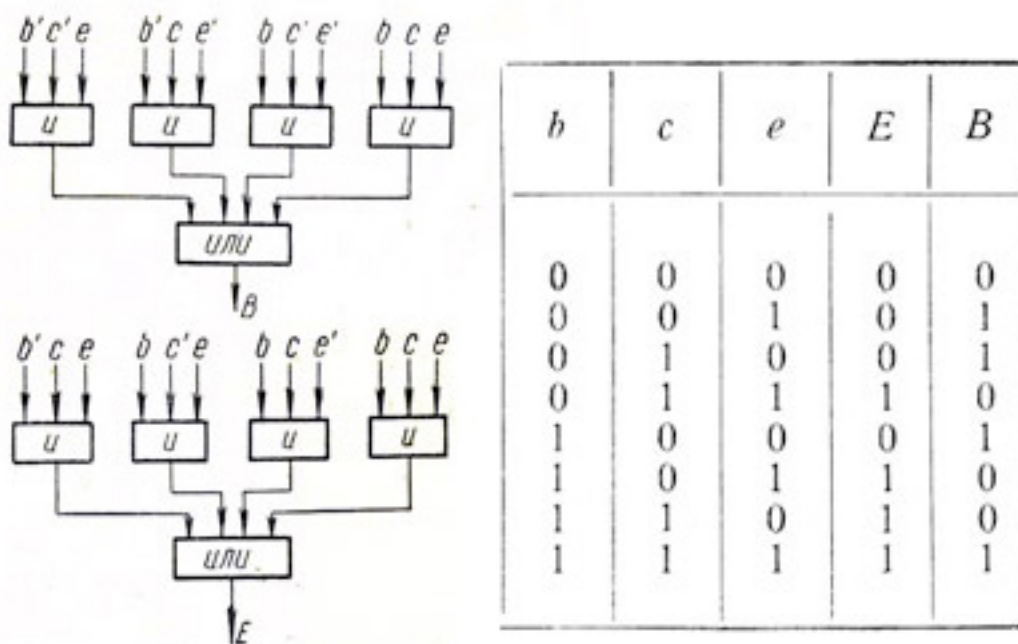 b' c' e b' c e' b c' e' b c e
и и и и
или
B
b' c e b c' e b c e' b c e
и и и и
или
E
b c e E B
0 0 0 0 0
0 0 1 0 1
0 1 0 0 1
0 1 1 1 0
1 0 0 0 1
1 0 1 1 0
1 1 0 1 0
1 1 1 1 1